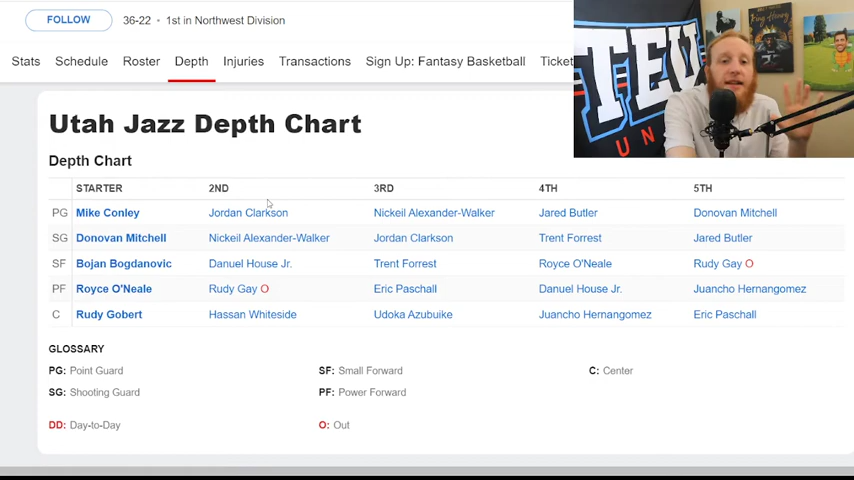 FOLLOW 36-22 • 1st in Northwest Division
Stats Schedule Roster Depth Injuries Transactions Sign Up: Fantasy Basketball Ticket
Utah Jazz Depth Chart
Depth Chart
STARTER 2ND 3RD 4TH 5TH
PG Mike Conley Jordan Clarkson Nickeil Alexander-Walker Jared Butler Donovan Mitchell
SG Donovan Mitchell Nickeil Alexander-Walker Jordan Clarkson Trent Forrest Jared Butler
SF Bojan Bogdanovic Danuel House Jr. Trent Forrest Royce O'Neale Rudy Gay O
PF Royce O'Neale Rudy Gay O Eric Paschall Danuel House Jr. Juancho Hernangomez
C Rudy Gobert Hassan Whiteside Udoka Azubuike Juancho Hernangomez Eric Paschall
GLOSSARY
PG: Point Guard SF: Small Forward C: Center
SG: Shooting Guard PF: Power Forward
DD: Day-to-Day O: Out
TEU
UN
King Henry